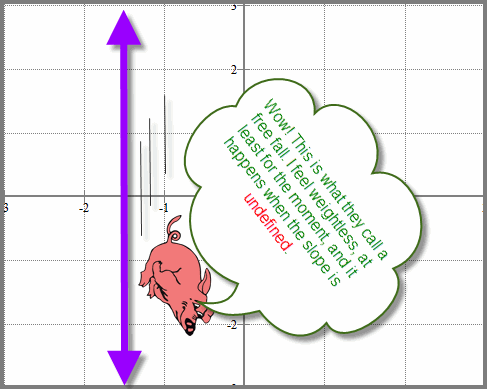 3
2
3
-2
-1
-2
Wow! This is what they call a
free fall. I feel weightless, at
least for the moment, and it
happens when the slope is
undefined.